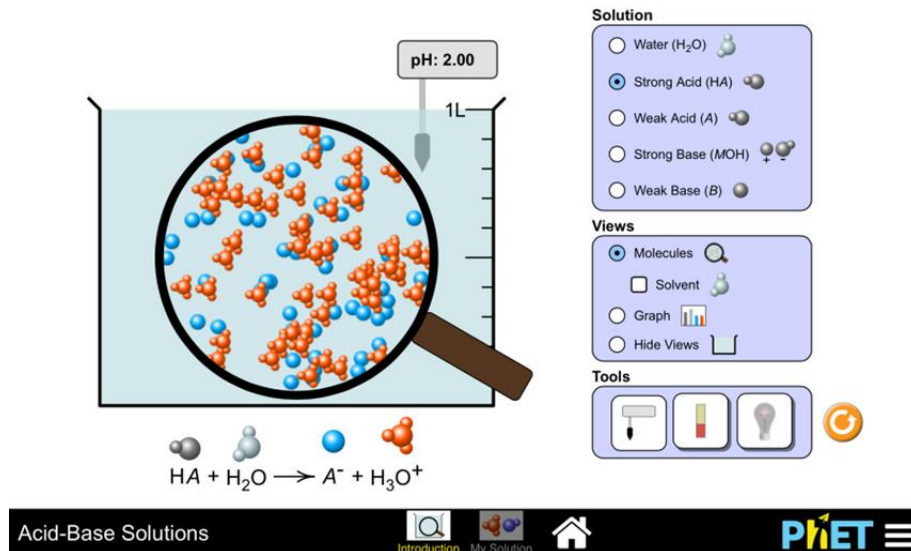 pH: 2.00
1L
HA + H₂O → A⁻ + H₃O⁺
Solution
Water (H₂O)
Strong Acid (HA)
Weak Acid (A)
Strong Base (MOH)
+ -
Weak Base (B)
Views
Molecules
Solvent
Graph
Hide Views
Tools
Acid-Base Solutions
Introduction
My Solution
PhET